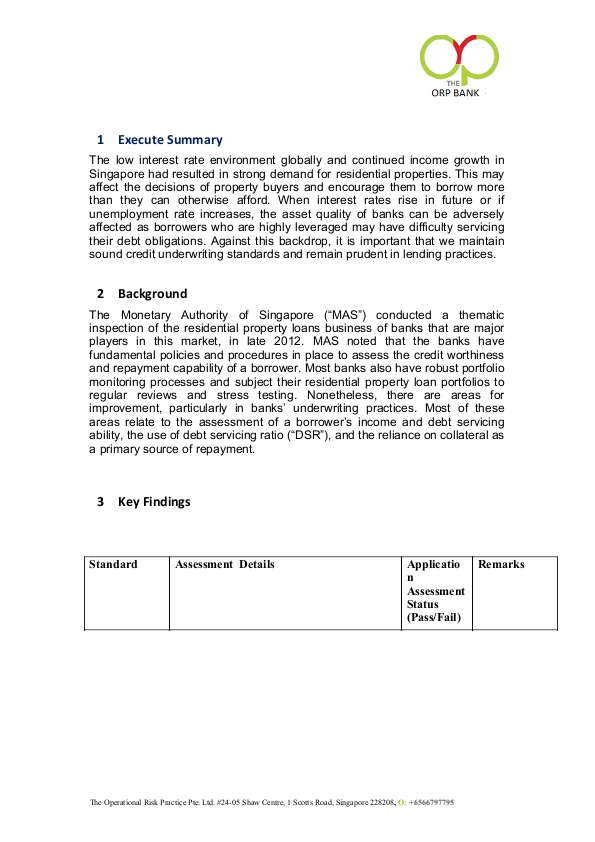 THE
ORP BANK
1 Execute Summary
The low interest rate environment globally and continued income growth in
Singapore had resulted in strong demand for residential properties. This may
affect the decisions of property buyers and encourage them to borrow more
than they can otherwise afford. When interest rates rise in future or if
unemployment rate increases, the asset quality of banks can be adversely
affected as borrowers who are highly leveraged may have difficulty servicing
their debt obligations. Against this backdrop, it is important that we maintain
sound credit underwriting standards and remain prudent in lending practices.
2 Background
The Monetary Authority of Singapore (“MAS”) conducted a thematic
inspection of the residential property loans business of banks that are major
players in this market, in late 2012. MAS noted that the banks have
fundamental policies and procedures in place to assess the credit worthiness
and repayment capability of a borrower. Most banks also have robust portfolio
monitoring processes and subject their residential property loan portfolios to
regular reviews and stress testing. Nonetheless, there are areas for
improvement, particularly in banks’ underwriting practices. Most of these
areas relate to the assessment of a borrower’s income and debt servicing
ability, the use of debt servicing ratio (“DSR”), and the reliance on collateral as
a primary source of repayment.
3 Key Findings
Standard
Assessment Details
Applicatio
n
Assessment
Status
(Pass/Fail)
Remarks
The Operational Risk Practice Pte. Ltd. #24-05 Shaw Centre, 1 Scotts Road, Singapore 228208, O: +6566797795